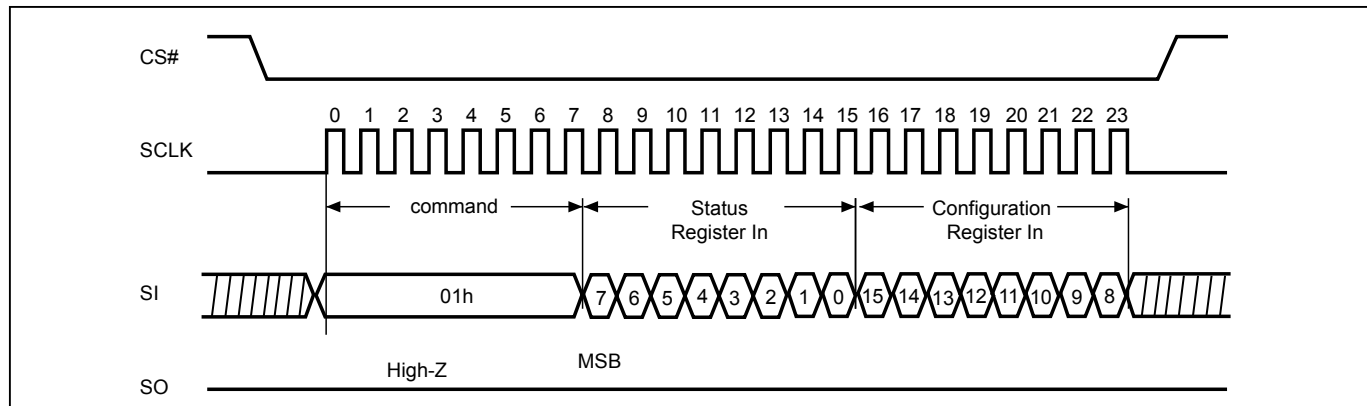 CS#
0 1 2 3 4 5 6 7 8 9 10 11 12 13 14 15 16 17 18 19 20 21 22 23
SCLK
command
Status
Register In
Configuration
Register In
SI
01h
7 6 5 4 3 2 1 0 15 14 13 12 11 10 9 8
High-Z
MSB
SO